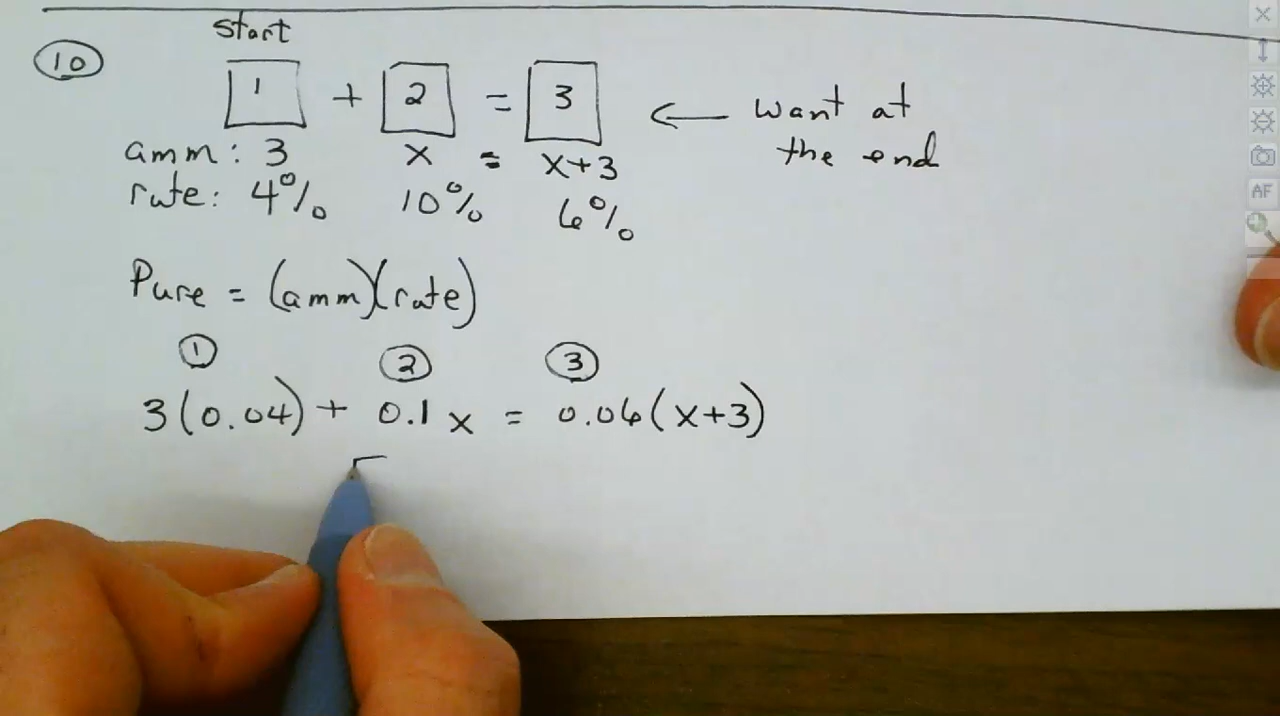 start
10
1 + 2 = 3 ← want at
the end
amm: 3 x = x+3
rate: 4% 10% 6%
Pure = (amm)(rate)
1 2 3
3(0.04) + 0.1x = 0.06(x+3)
AF